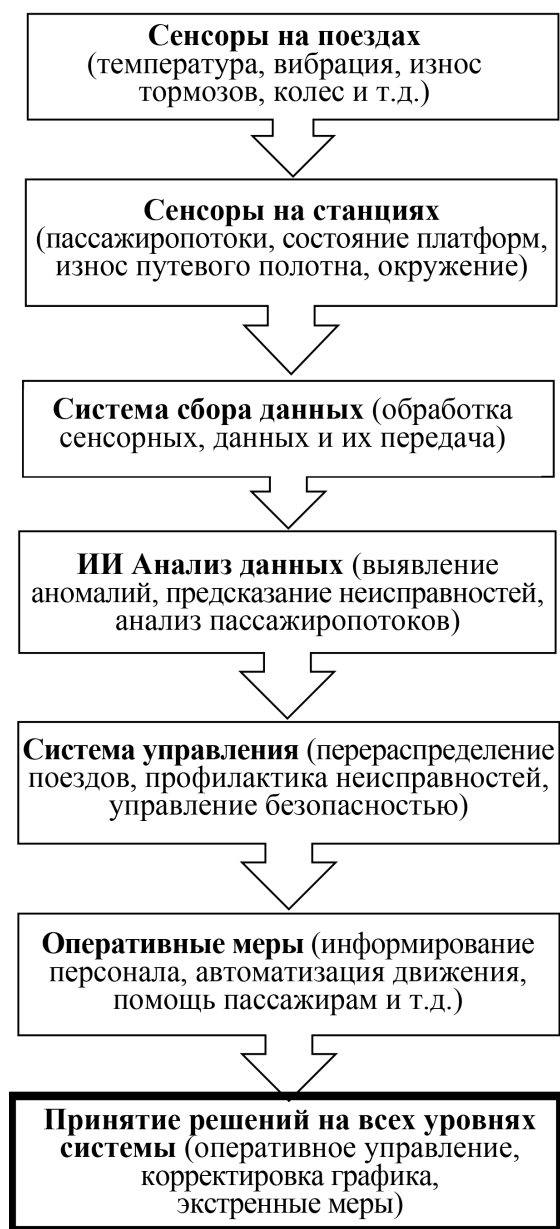 Сенсоры на поездах
(температура, вибрация, износ
тормозов, колес и т.д.)
Сенсоры на станциях
(пассажиропотоки, состояние платформ,
износ путевого полотна, окружение)
Система сбора данных (обработка
сенсорных, данных и их передача)
ИИ Анализ данных (выявление
аномалий, предсказание неисправностей,
анализ пассажиропотоков)
Система управления (перераспределение
поездов, профилактика неисправностей,
управление безопасностью)
Оперативные меры (информирование
персонала, автоматизация движения,
помощь пассажирам и т.д.)
Принятие решений на всех уровнях
системы (оперативное управление,
корректировка графика,
экстренные меры)